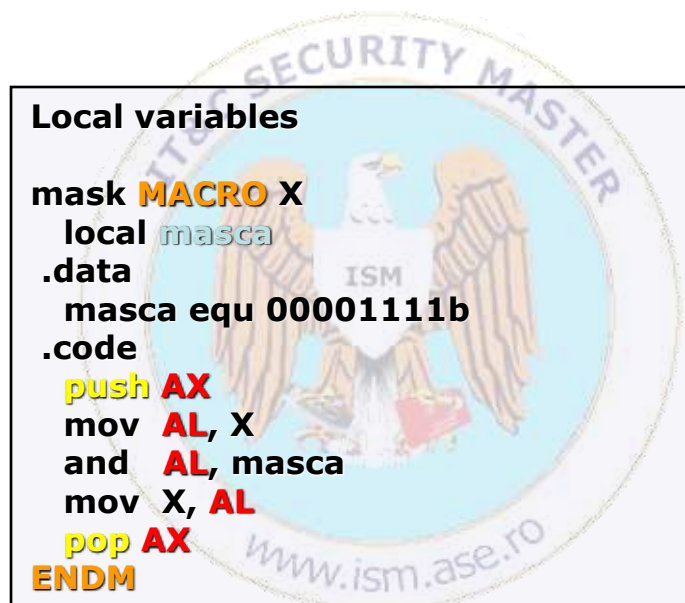 IT&C SECURITY MASTER
Local variables
mask MACRO X
local masca
.data
ISM
masca equ 00001111b
.code
push AX
mov AL, X
and AL, masca
mov X, AL
pop AX
ENDM
www.ism.ase.ro